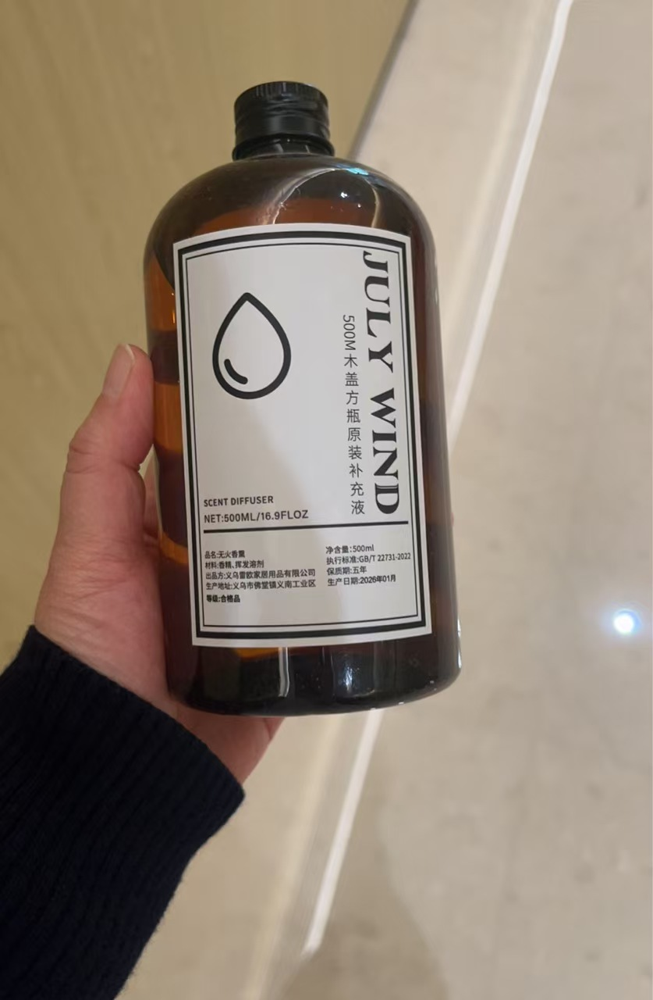 JULY WIND
500M木盖方瓶原装补充液
SCENT DIFFUSER
NET:500ML/16.9FLOZ
品名:无火香薰
材料:香精、挥发溶剂
出品方:义乌蕾欧家居用品有限公司
生产地址:义乌市佛堂镇义南工业区
等级:合格品
净含量:500ml
执行标准:GB/T 22731-2022
保质期:五年
生产日期:2026年01月